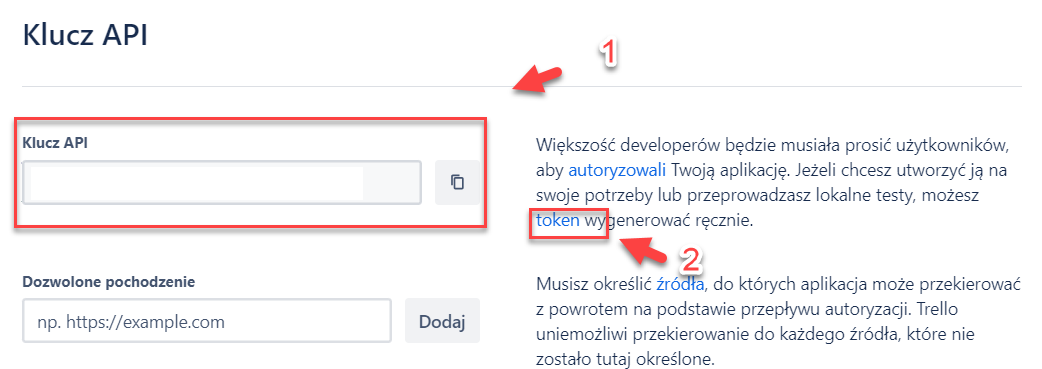 Klucz API
1
Klucz API
Większość developerów będzie musiała prosić użytkowników,
aby autoryzowali Twoją aplikację. Jeżeli chcesz utworzyć ją na
swoje potrzeby lub przeprowadzasz lokalne testy, możesz
token wygenerować ręcznie.
2
Dozwolone pochodzenie
np. https://example.com
Dodaj
Musisz określić źródła, do których aplikacja może przekierować
z powrotem na podstawie przepływu autoryzacji. Trello
uniemożliwi przekierowanie do każdego źródła, które nie
zostało tutaj określone.